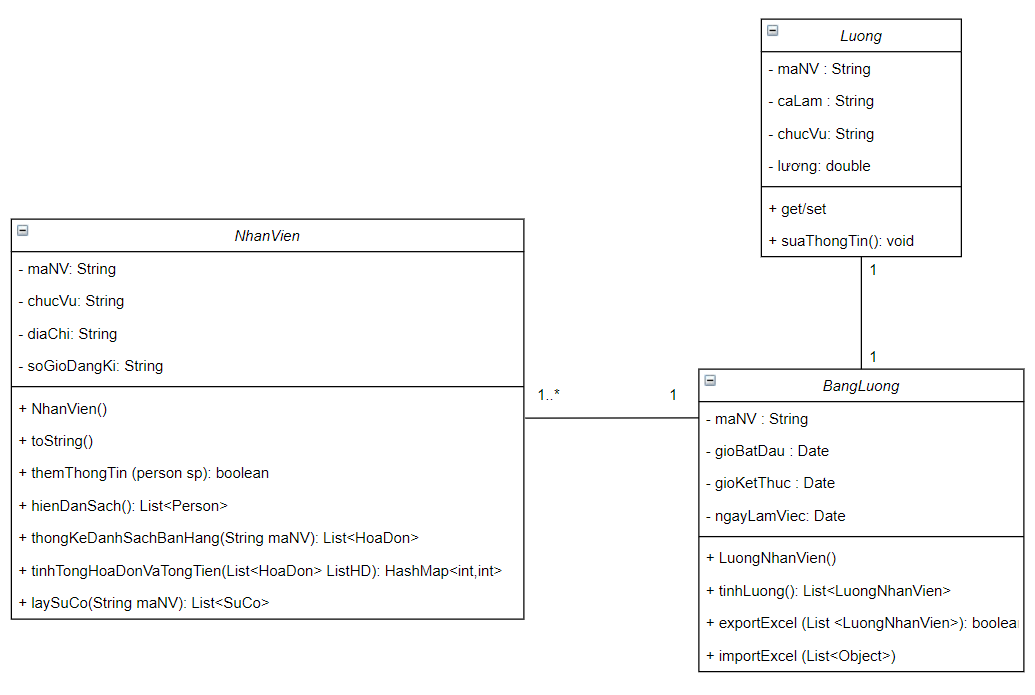 Luong
- maNV : String
- caLam : String
- chucVu: String
- lương: double
+ get/set
+ suaThongTin(): void
1
1
NhanVien
- maNV: String
- chucVu: String
- diaChi: String
- soGioDangKi: String
+ NhanVien()
+ toString()
+ themThongTin (person sp): boolean
+ hienDanSach(): List<Person>
+ thongKeDanhSachBanHang(String maNV): List<HoaDon>
+ tinhTongHoaDonVaTongTien(List<HoaDon> ListHD): HashMap<int,int>
+ laySuCo(String maNV): List<SuCo>
1..*
1
BangLuong
- maNV : String
- gioBatDau : Date
- gioKetThuc : Date
- ngayLamViec: Date
+ LuongNhanVien()
+ tinhLuong(): List<LuongNhanVien>
+ exportExcel (List <LuongNhanVien>): boolea
+ importExcel (List<Object>)